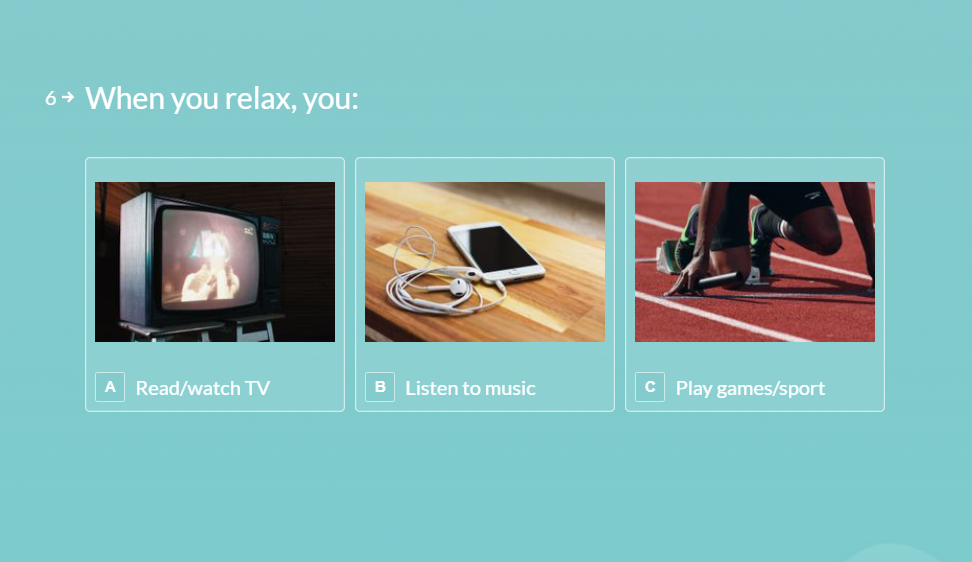 6 → When you relax, you:
A Read/watch TV
B Listen to music
C Play games/sport